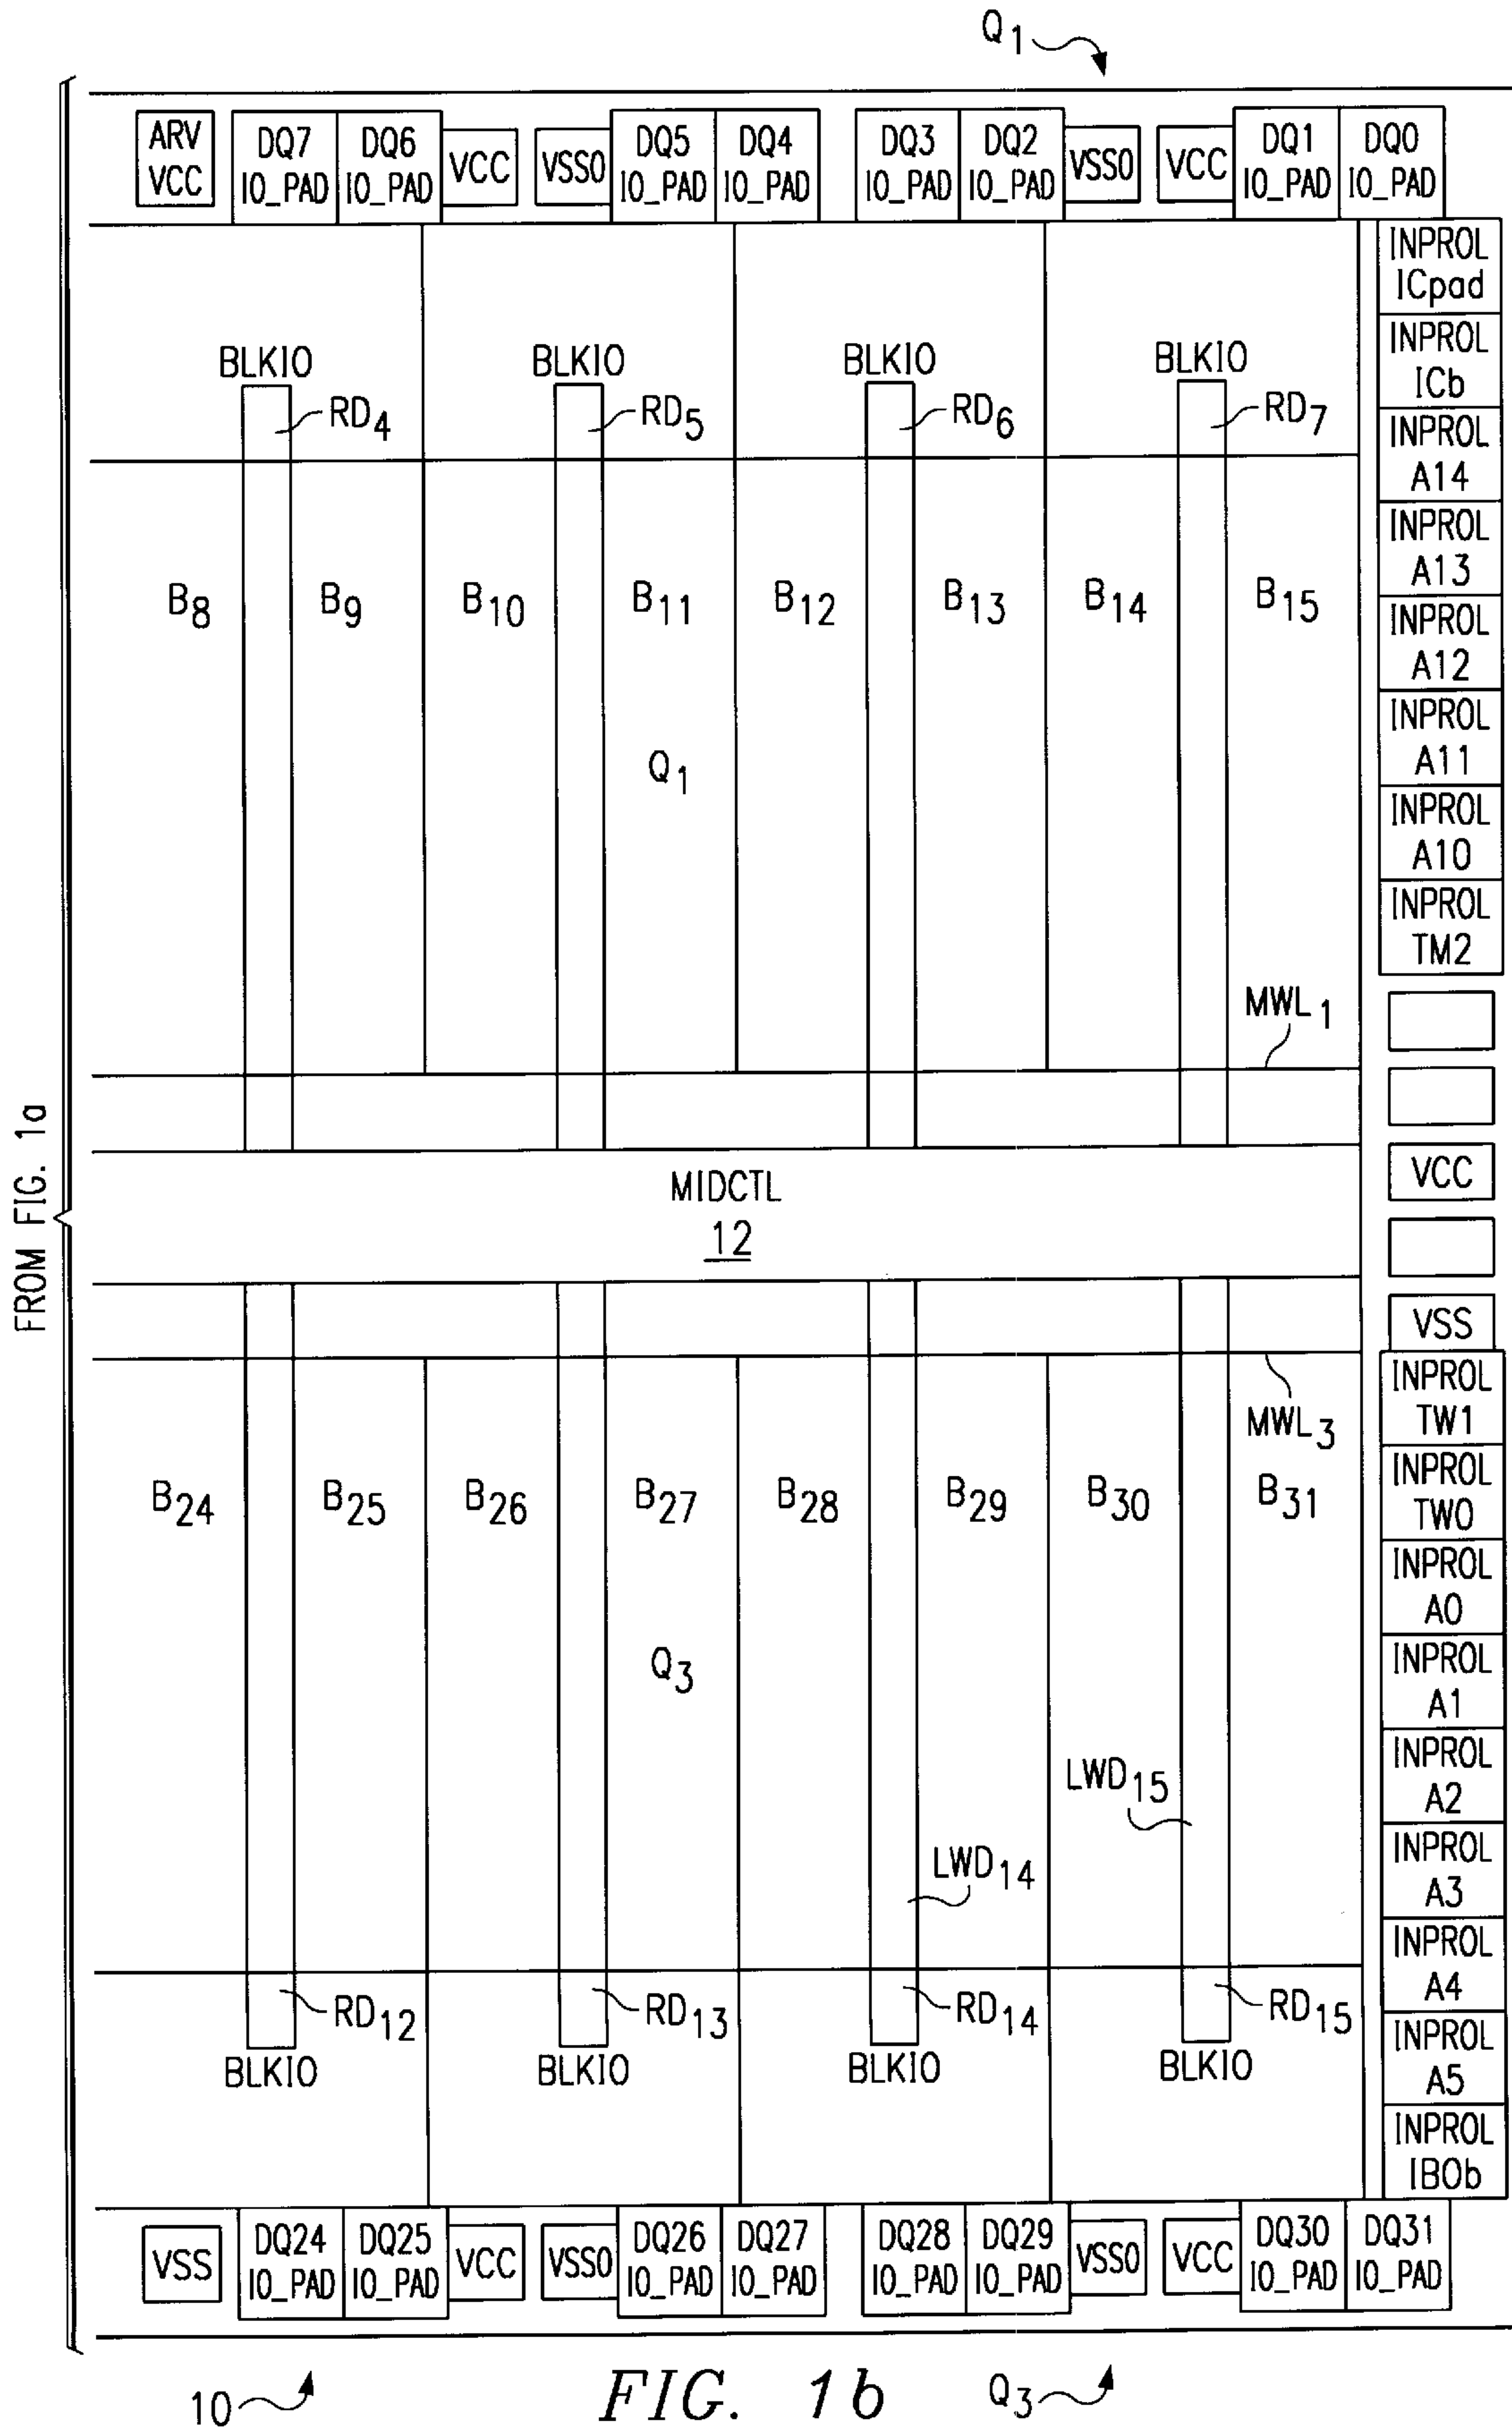 Q1
ARV VCC
DQ7 IO_PAD
DQ6 IO_PAD
VCC
VSSO
DQ5 IO_PAD
DQ4 IO_PAD
DQ3 IO_PAD
DQ2 IO_PAD
VSSO
VCC
DQ1 IO_PAD
DQ0 IO_PAD
INPROL ICpad
INPROL ICb
INPROL A14
INPROL A13
INPROL A12
INPROL A11
INPROL A10
INPROL TM2
BLKIO BLKIO BLKIO BLKIO
RD4 RD5 RD6 RD7
B8 B9 B10 B11 B12 B13 B14 B15
Q1
MWL1
FROM FIG. 1a
MIDCTL
12
VCC
VSS
MWL3
INPROL TW1
INPROL TW0
INPROL A0
INPROL A1
INPROL A2
INPROL A3
INPROL A4
INPROL A5
INPROL IBOb
B24 B25 B26 B27 B28 B29 B30 B31
Q3
LWD15
LWD14
RD12 RD13 RD14 RD15
BLKIO BLKIO BLKIO BLKIO
VSS
DQ24 IO_PAD
DQ25 IO_PAD
VCC
VSSO
DQ26 IO_PAD
DQ27 IO_PAD
DQ28 IO_PAD
DQ29 IO_PAD
VSSO
VCC
DQ30 IO_PAD
DQ31 IO_PAD
10
FIG. 1b
Q3